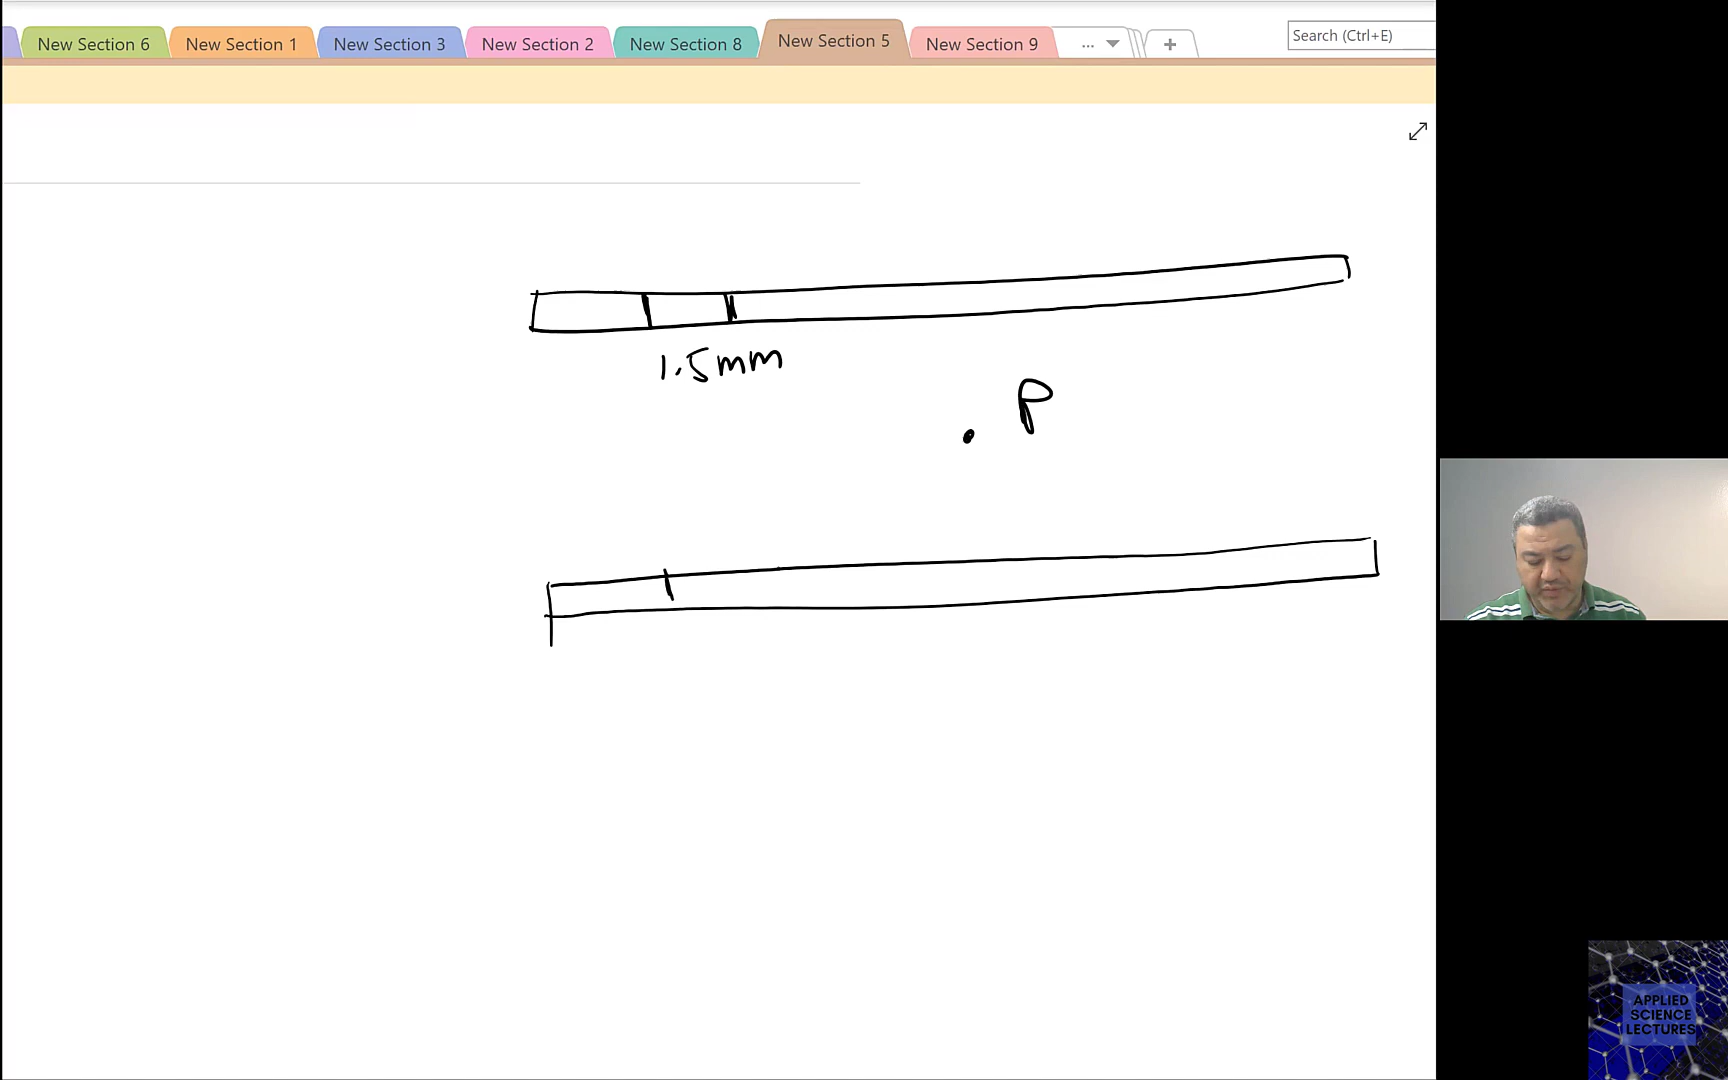 New Section 6
New Section 1
New Section 3
New Section 2
New Section 8
New Section 5
New Section 9
...
+
Search (Ctrl+E)
1.5mm
P
APPLIED
SCIENCE
LECTURES